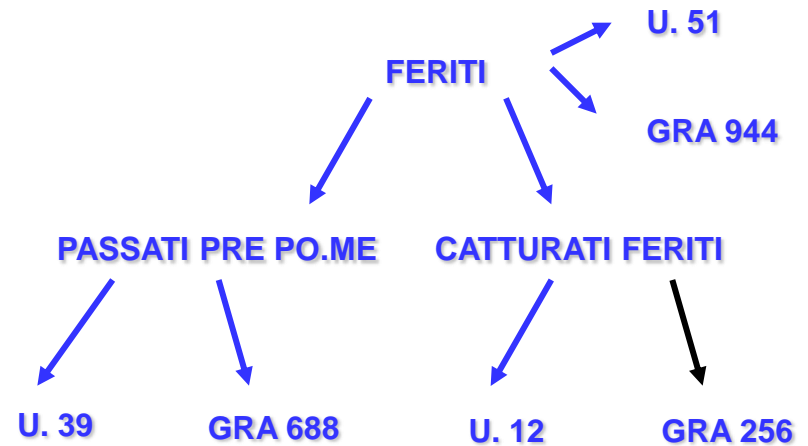 U. 51
FERITI
GRA 944
PASSATI PRE PO.ME
CATTURATI FERITI
U. 39
GRA 688
U. 12
GRA 256